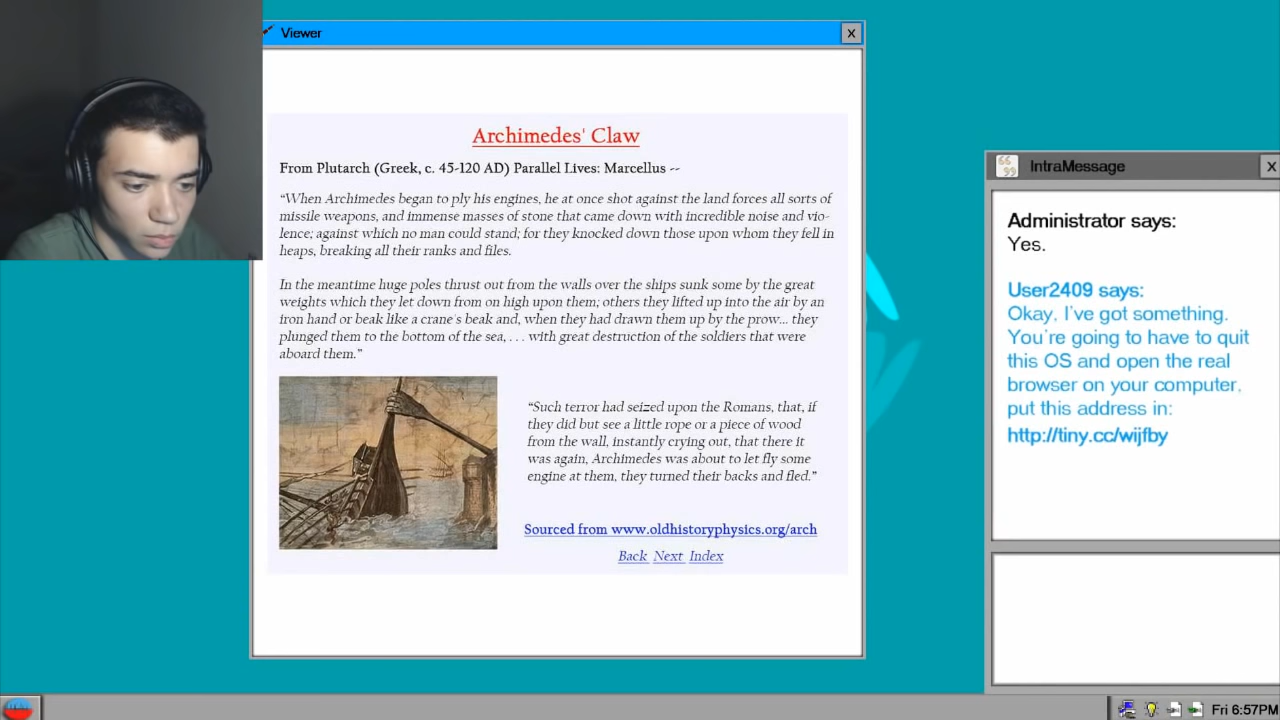 Viewer
X
Archimedes' Claw
From Plutarch (Greek, c. 45-120 AD) Parallel Lives: Marcellus --
“When Archimedes began to ply his engines, he at once shot against the land forces all sorts of
missile weapons, and immense masses of stone that came down with incredible noise and vio-
lence; against which no man could stand; for they knocked down those upon whom they fell in
heaps, breaking all their ranks and files.
In the meantime huge poles thrust out from the walls over the ships sunk some by the great
weights which they let down from on high upon them; others they lifted up into the air by an
iron hand or beak like a crane's beak and, when they had drawn them up by the prow... they
plunged them to the bottom of the sea, . . . with great destruction of the soldiers that were
aboard them.”
“Such terror had seized upon the Romans, that, if
they did but see a little rope or a piece of wood
from the wall, instantly crying out, that there it
was again, Archimedes was about to let fly some
engine at them, they turned their backs and fled.”
Sourced from www.oldhistoryphysics.org/arch
Back Next Index
IntraMessage
X
Administrator says:
Yes.
User2409 says:
Okay, I've got something.
You're going to have to quit
this OS and open the real
browser on your computer.
put this address in:
http://tiny.cc/wijfby
Fri 6:57PM